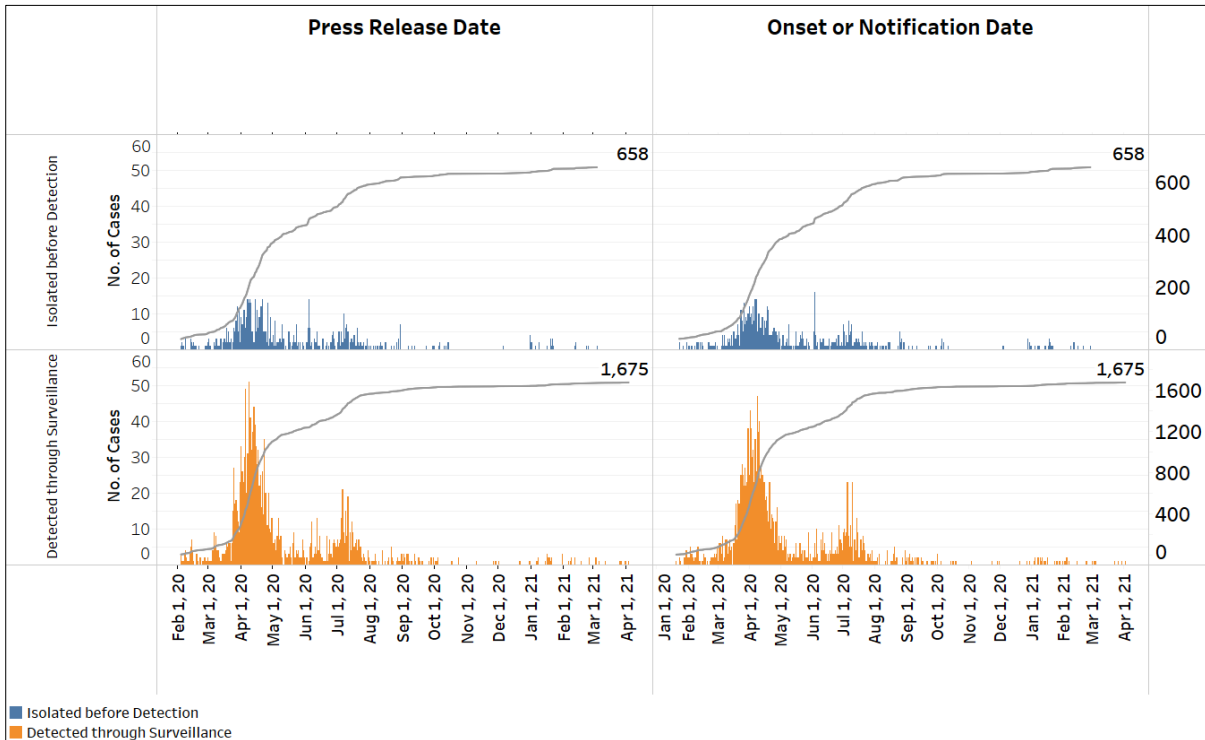 Press Release Date
Onset or Notification Date
Isolated before Detection
No. of Cases
60
50
40
30
20
10
0
658
658
600
400
200
0
Detected through Surveillance
No. of Cases
60
50
40
30
20
10
0
1,675
1,675
1600
1200
800
400
0
Feb 1, 20
Mar 1, 20
Apr 1, 20
May 1, 20
Jun 1, 20
Jul 1, 20
Aug 1, 20
Sep 1, 20
Oct 1, 20
Nov 1, 20
Dec 1, 20
Jan 1, 21
Feb 1, 21
Mar 1, 21
Apr 1, 21
Jan 1, 20
Feb 1, 20
Mar 1, 20
Apr 1, 20
May 1, 20
Jun 1, 20
Jul 1, 20
Aug 1, 20
Sep 1, 20
Oct 1, 20
Nov 1, 20
Dec 1, 20
Jan 1, 21
Feb 1, 21
Mar 1, 21
Apr 1, 21
Isolated before Detection
Detected through Surveillance